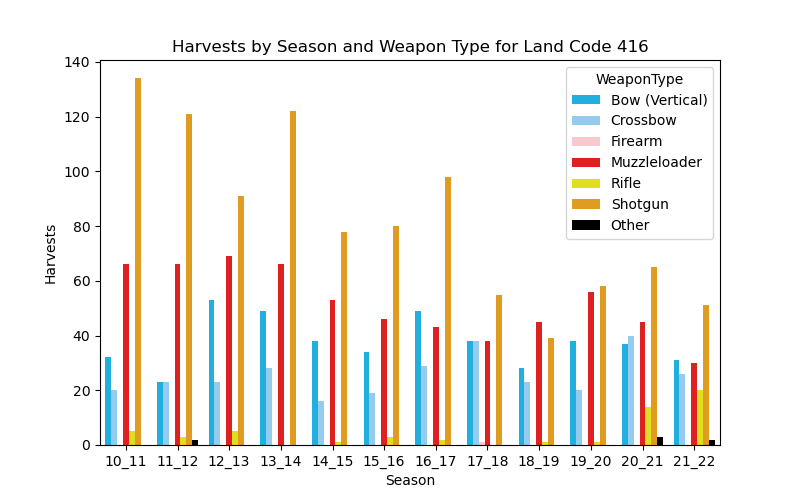 Harvests by Season and Weapon Type for Land Code 416
140
120
100
80
60
40
20
0
Harvests
WeaponType
Bow (Vertical)
Crossbow
Firearm
Muzzleloader
Rifle
Shotgun
Other
10_11 11_12 12_13 13_14 14_15 15_16 16_17 17_18 18_19 19_20 20_21 21_22
Season